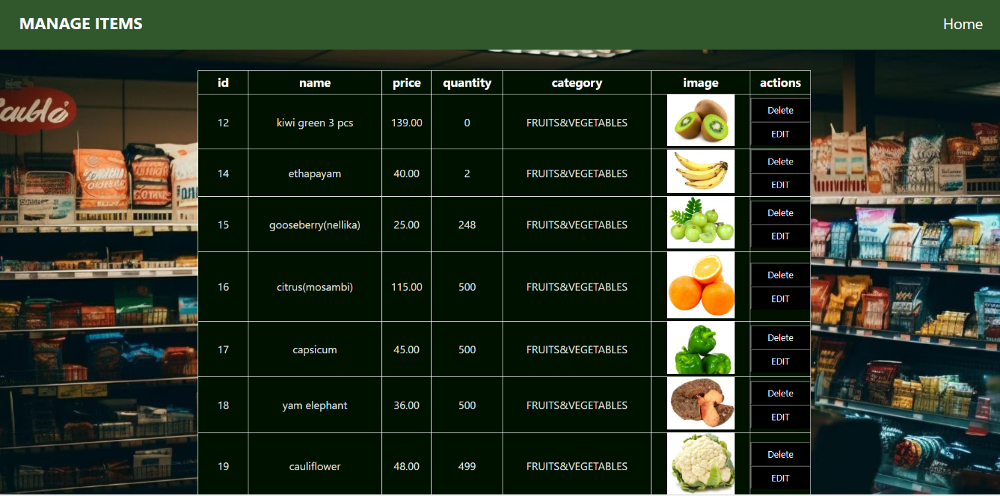 MANAGE ITEMS
Home
id name price quantity category image actions
12 kiwi green 3 pcs 139.00 0 FRUITS&VEGETABLES Delete
EDIT
14 ethapayam 40.00 2 FRUITS&VEGETABLES Delete
EDIT
15 gooseberry(nellika) 25.00 248 FRUITS&VEGETABLES Delete
EDIT
16 citrus(mosambi) 115.00 500 FRUITS&VEGETABLES Delete
EDIT
17 capsicum 45.00 500 FRUITS&VEGETABLES Delete
EDIT
18 yam elephant 36.00 500 FRUITS&VEGETABLES Delete
EDIT
19 cauliflower 48.00 499 FRUITS&VEGETABLES Delete
EDIT